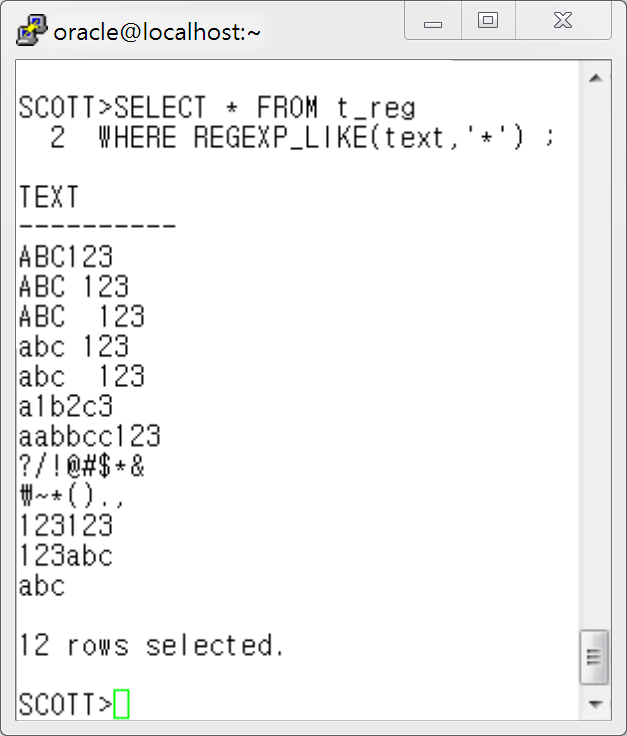 oracle@localhost:~
SCOTT>SELECT * FROM t_reg
  2  WHERE REGEXP_LIKE(text,'*') ;
TEXT
----------
ABC123
ABC 123
ABC  123
abc 123
abc  123
a1b2c3
aabbcc123
?/!@#$*&
₩~*().,
123123
123abc
abc
12 rows selected.
SCOTT>